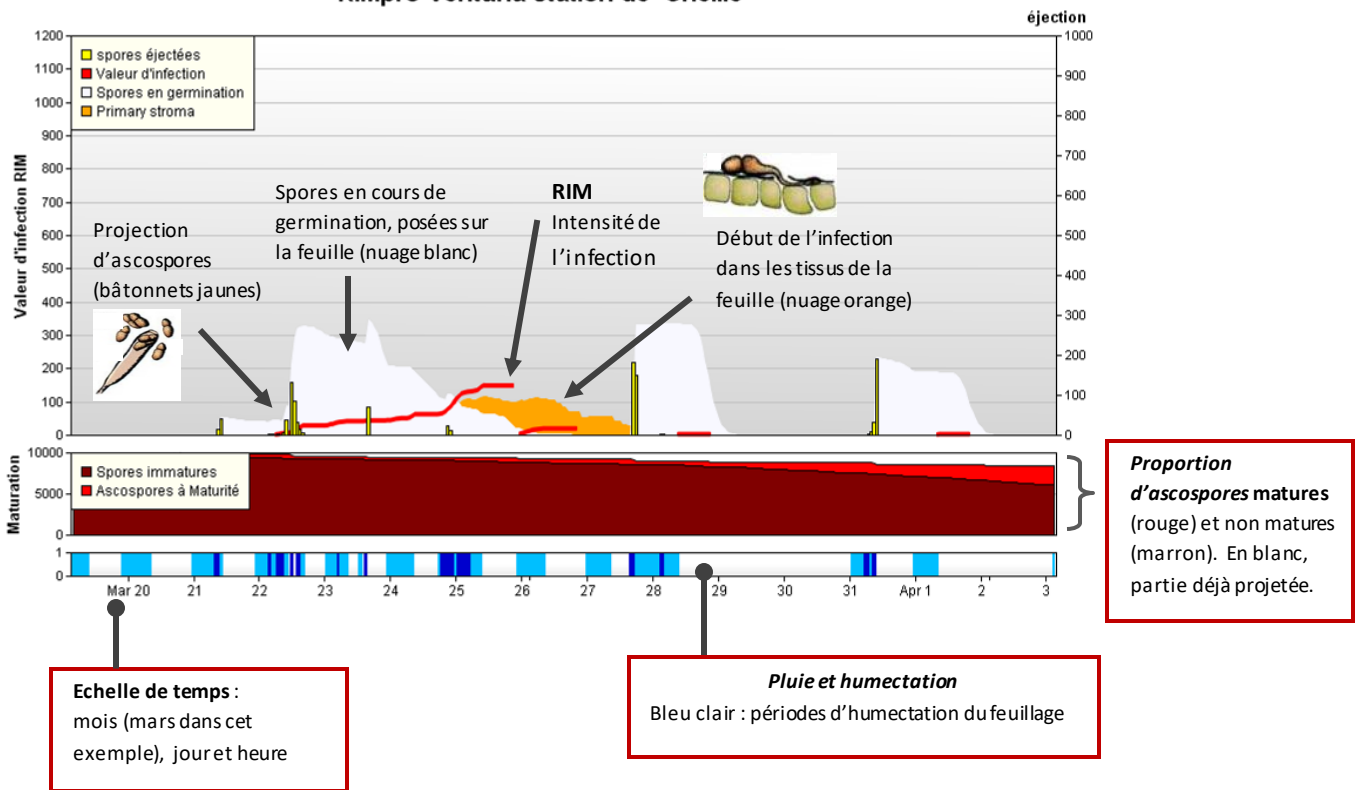 éjection
1200
1100
1000
900
800
700
600
500
400
300
200
100
0
Valeur d'infection RIM
spores éjectées
Valeur d'infection
Spores en germination
Primary stroma
1000
900
800
700
600
500
400
300
200
100
0
Projection
d'ascospores
(bâtonnets jaunes)
Spores en cours de
germination, posées sur
la feuille (nuage blanc)
RIM
Intensité de
l'infection
Début de l'infection
dans les tissus de la
feuille (nuage orange)
Maturation
10000
5000
0
Spores immatures
Ascospores à Maturité
1
0
Mar 20 21 22 23 24 25 26 27 28 29 30 31 Apr 1 2 3
Proportion
d'ascospores matures
(rouge) et non matures
(marron). En blanc,
partie déjà projetée.
Echelle de temps :
mois (mars dans cet
exemple), jour et heure
Pluie et humectation
Bleu clair : périodes d'humectation du feuillage